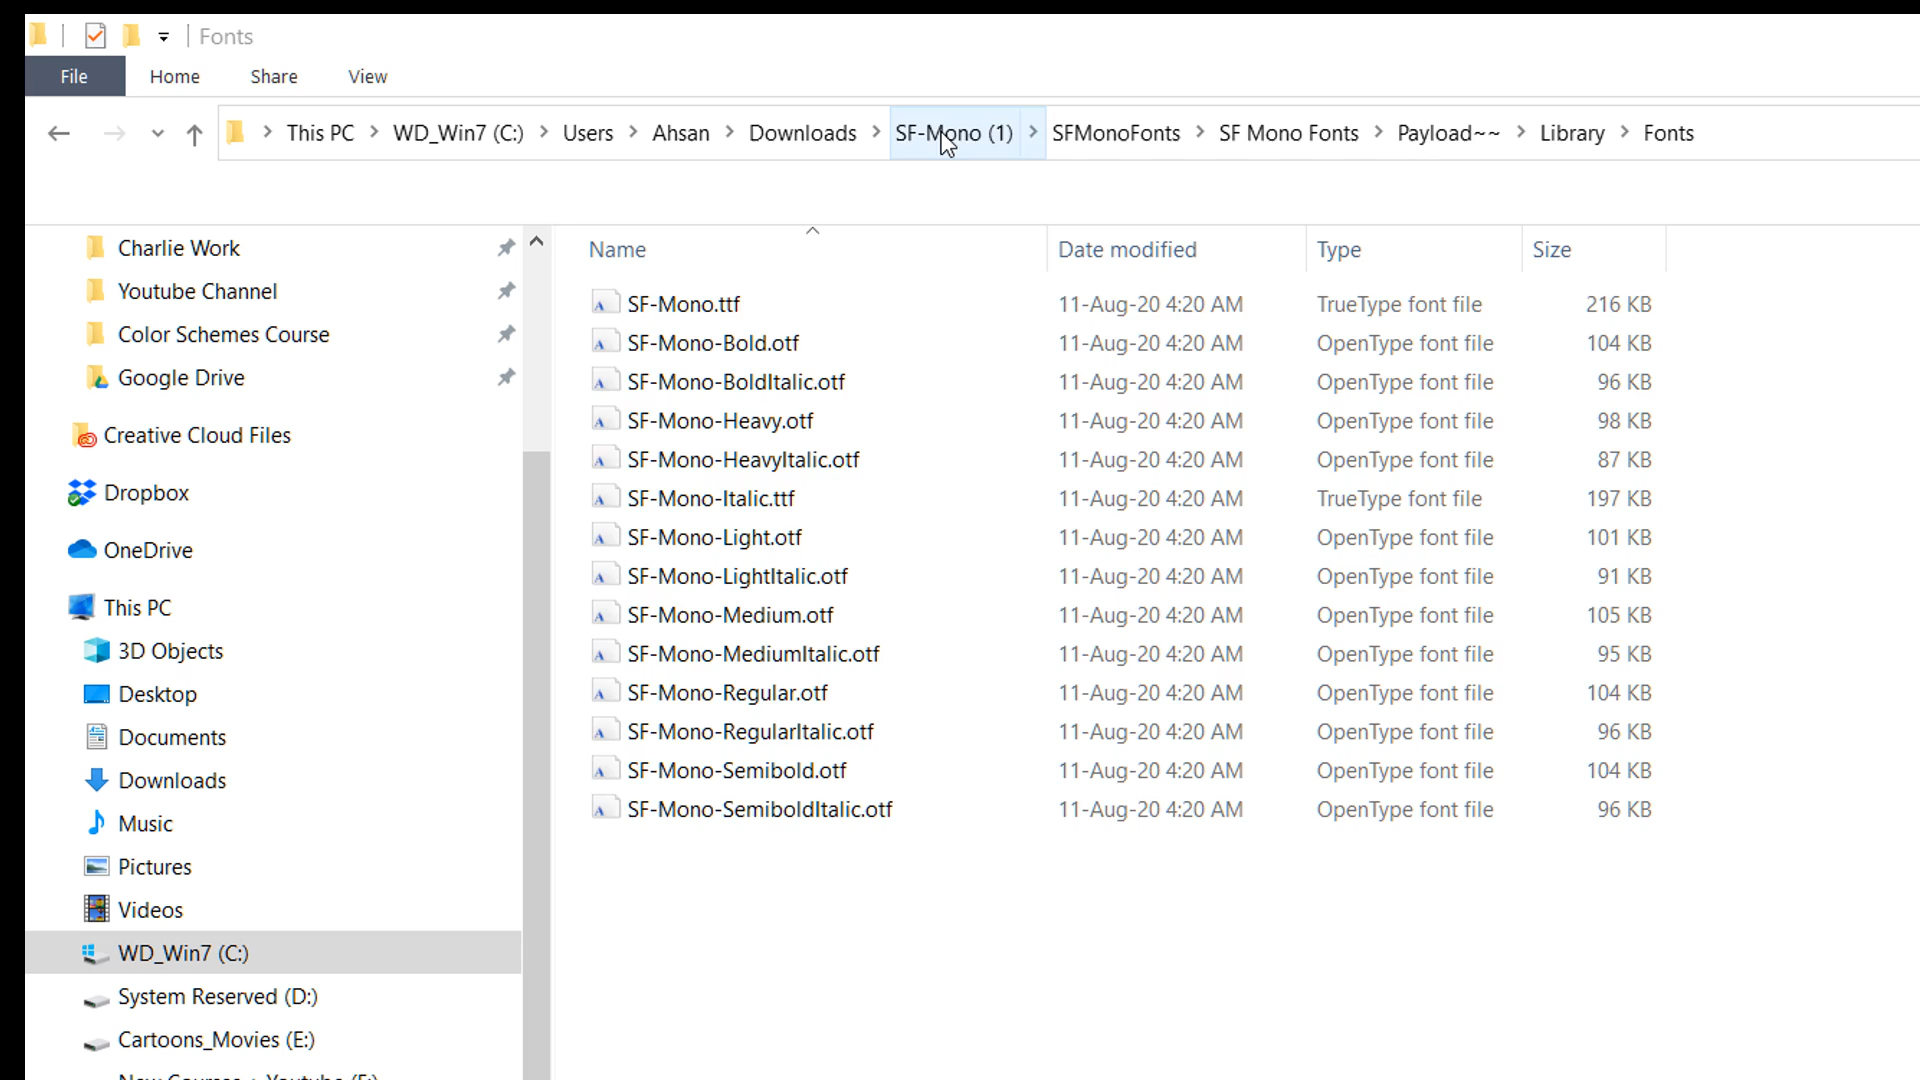 Fonts
File Home Share View
This PC WD_Win7 (C:) Users Ahsan Downloads SF-Mono (1) SFMonoFonts SF Mono Fonts Payload~~ Library Fonts
Charlie Work
Youtube Channel
Color Schemes Course
Google Drive
Creative Cloud Files
Dropbox
OneDrive
This PC
3D Objects
Desktop
Documents
Downloads
Music
Pictures
Videos
WD_Win7 (C:)
System Reserved (D:)
Cartoons_Movies (E:)
Name Date modified Type Size
SF-Mono.ttf 11-Aug-20 4:20 AM TrueType font file 216 KB
SF-Mono-Bold.otf 11-Aug-20 4:20 AM OpenType font file 104 KB
SF-Mono-BoldItalic.otf 11-Aug-20 4:20 AM OpenType font file 96 KB
SF-Mono-Heavy.otf 11-Aug-20 4:20 AM OpenType font file 98 KB
SF-Mono-HeavyItalic.otf 11-Aug-20 4:20 AM OpenType font file 87 KB
SF-Mono-Italic.ttf 11-Aug-20 4:20 AM TrueType font file 197 KB
SF-Mono-Light.otf 11-Aug-20 4:20 AM OpenType font file 101 KB
SF-Mono-LightItalic.otf 11-Aug-20 4:20 AM OpenType font file 91 KB
SF-Mono-Medium.otf 11-Aug-20 4:20 AM OpenType font file 105 KB
SF-Mono-MediumItalic.otf 11-Aug-20 4:20 AM OpenType font file 95 KB
SF-Mono-Regular.otf 11-Aug-20 4:20 AM OpenType font file 104 KB
SF-Mono-RegularItalic.otf 11-Aug-20 4:20 AM OpenType font file 96 KB
SF-Mono-Semibold.otf 11-Aug-20 4:20 AM OpenType font file 104 KB
SF-Mono-SemiboldItalic.otf 11-Aug-20 4:20 AM OpenType font file 96 KB